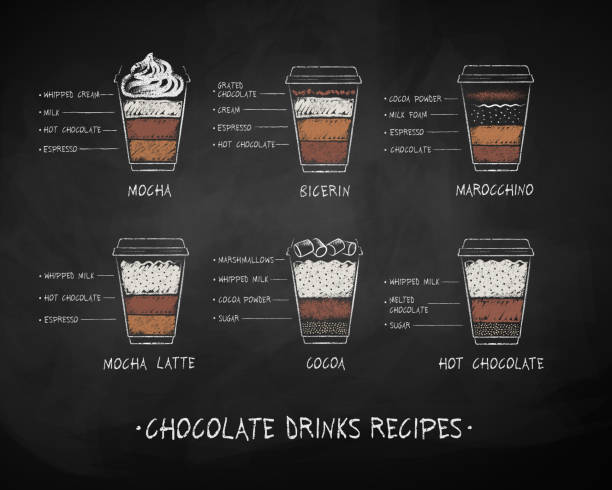 • WHIPPED CREAM
• MILK
• HOT CHOCOLATE
• ESPRESSO
MOCHA
• GRATED
CHOCOLATE
• CREAM
• ESPRESSO
• HOT CHOCOLATE
BICERIN
• COCOA POWDER
• MILK FOAM
• ESPRESSO
• CHOCOLATE
MAROCCHINO
• WHIPPED MILK
• HOT CHOCOLATE
• ESPRESSO
MOCHA LATTE
• MARSHMALLOWS
• WHIPPED MILK
• COCOA POWDER
• SUGAR
COCOA
• WHIPPED MILK
• MELTED
CHOCOLATE
• SUGAR
HOT CHOCOLATE
•CHOCOLATE DRINKS RECIPES•